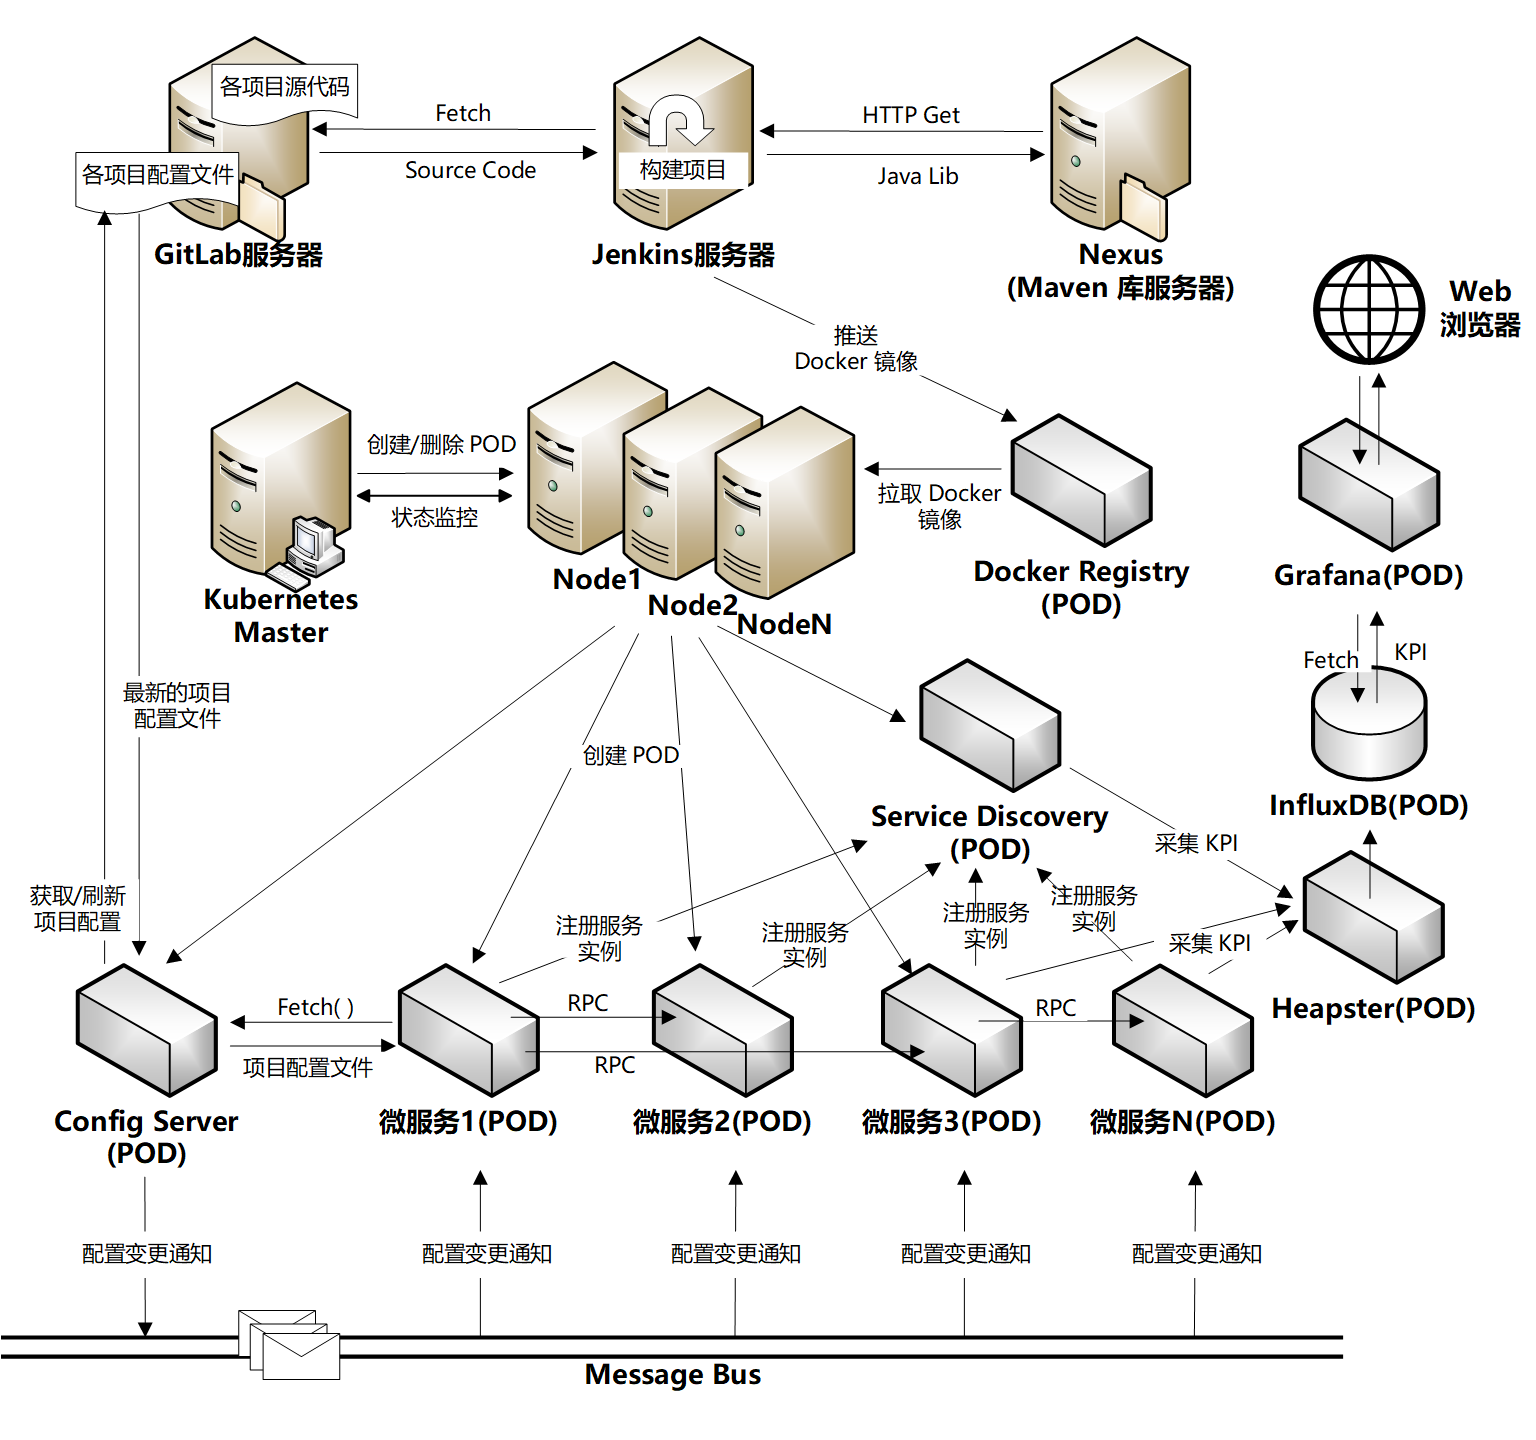 各项目源代码
Fetch
HTTP Get
各项目配置文件
Source Code
构建项目
Java Lib
GitLab服务器
Jenkins服务器
Nexus
(Maven 库服务器)
Web
浏览器
推送
Docker 镜像
创建/删除 POD
状态监控
拉取 Docker
镜像
Node1
Node2
NodeN
Kubernetes
Master
Docker Registry
(POD)
Grafana(POD)
Fetch
KPI
最新的项目
配置文件
创建 POD
Service Discovery
(POD)
InfluxDB(POD)
采集 KPI
获取/刷新
项目配置
注册服务
实例
注册服务
实例
注册服务
实例
注册服务
实例
采集 KPI
Heapster(POD)
Fetch( )
项目配置文件
RPC
RPC
RPC
Config Server
(POD)
微服务1(POD)
微服务2(POD)
微服务3(POD)
微服务N(POD)
配置变更通知
配置变更通知
配置变更通知
配置变更通知
配置变更通知
Message Bus